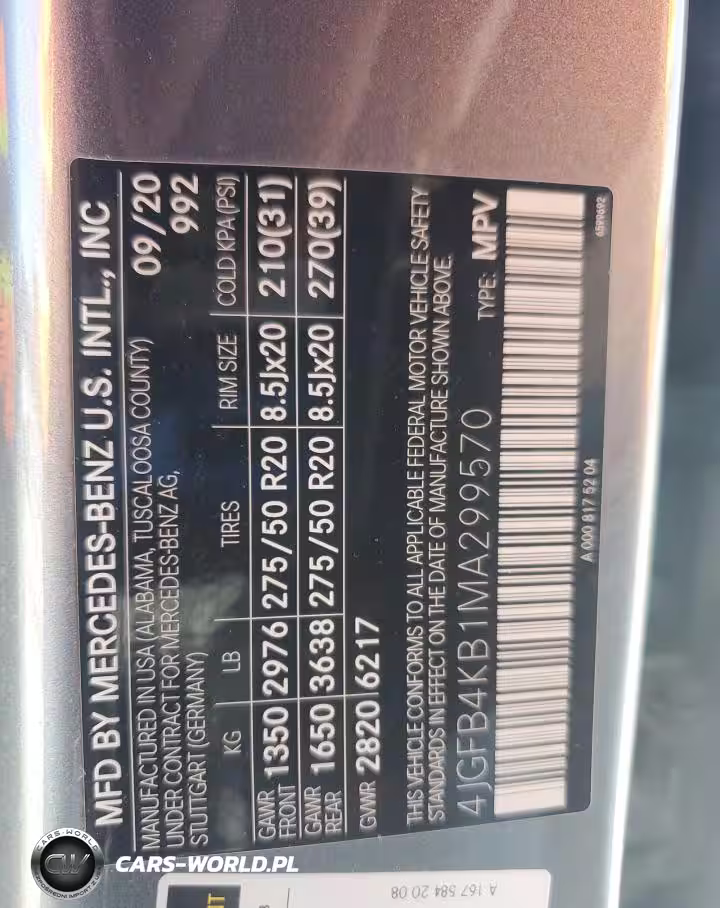 MFD BY MERCEDES-BENZ U.S. INTL., INC
MANUFACTURED IN USA (ALABAMA, TUSCALOOSA COUNTY) 09/20
UNDER CONTRACT FOR MERCEDES-BENZ AG, 992
STUTTGART (GERMANY)
KG LB TIRES RIM SIZE COLD KPA (PSI)
GAWR FRONT 1350 2976 275/50 R20 8.5Jx20 210(31)
GAWR REAR 1650 3638 275/50 R20 8.5Jx20 270(39)
GVWR 2820 6217
THIS VEHICLE CONFORMS TO ALL APPLICABLE FEDERAL MOTOR VEHICLE SAFETY
STANDARDS IN EFFECT ON THE DATE OF MANUFACTURE SHOWN ABOVE.
4JGFB4KB1MA299570 TYPE: MPV
A 000 817 52 04
A 167 584 20 08
CARS-WORLD
CW
CARS-WORLD.PL